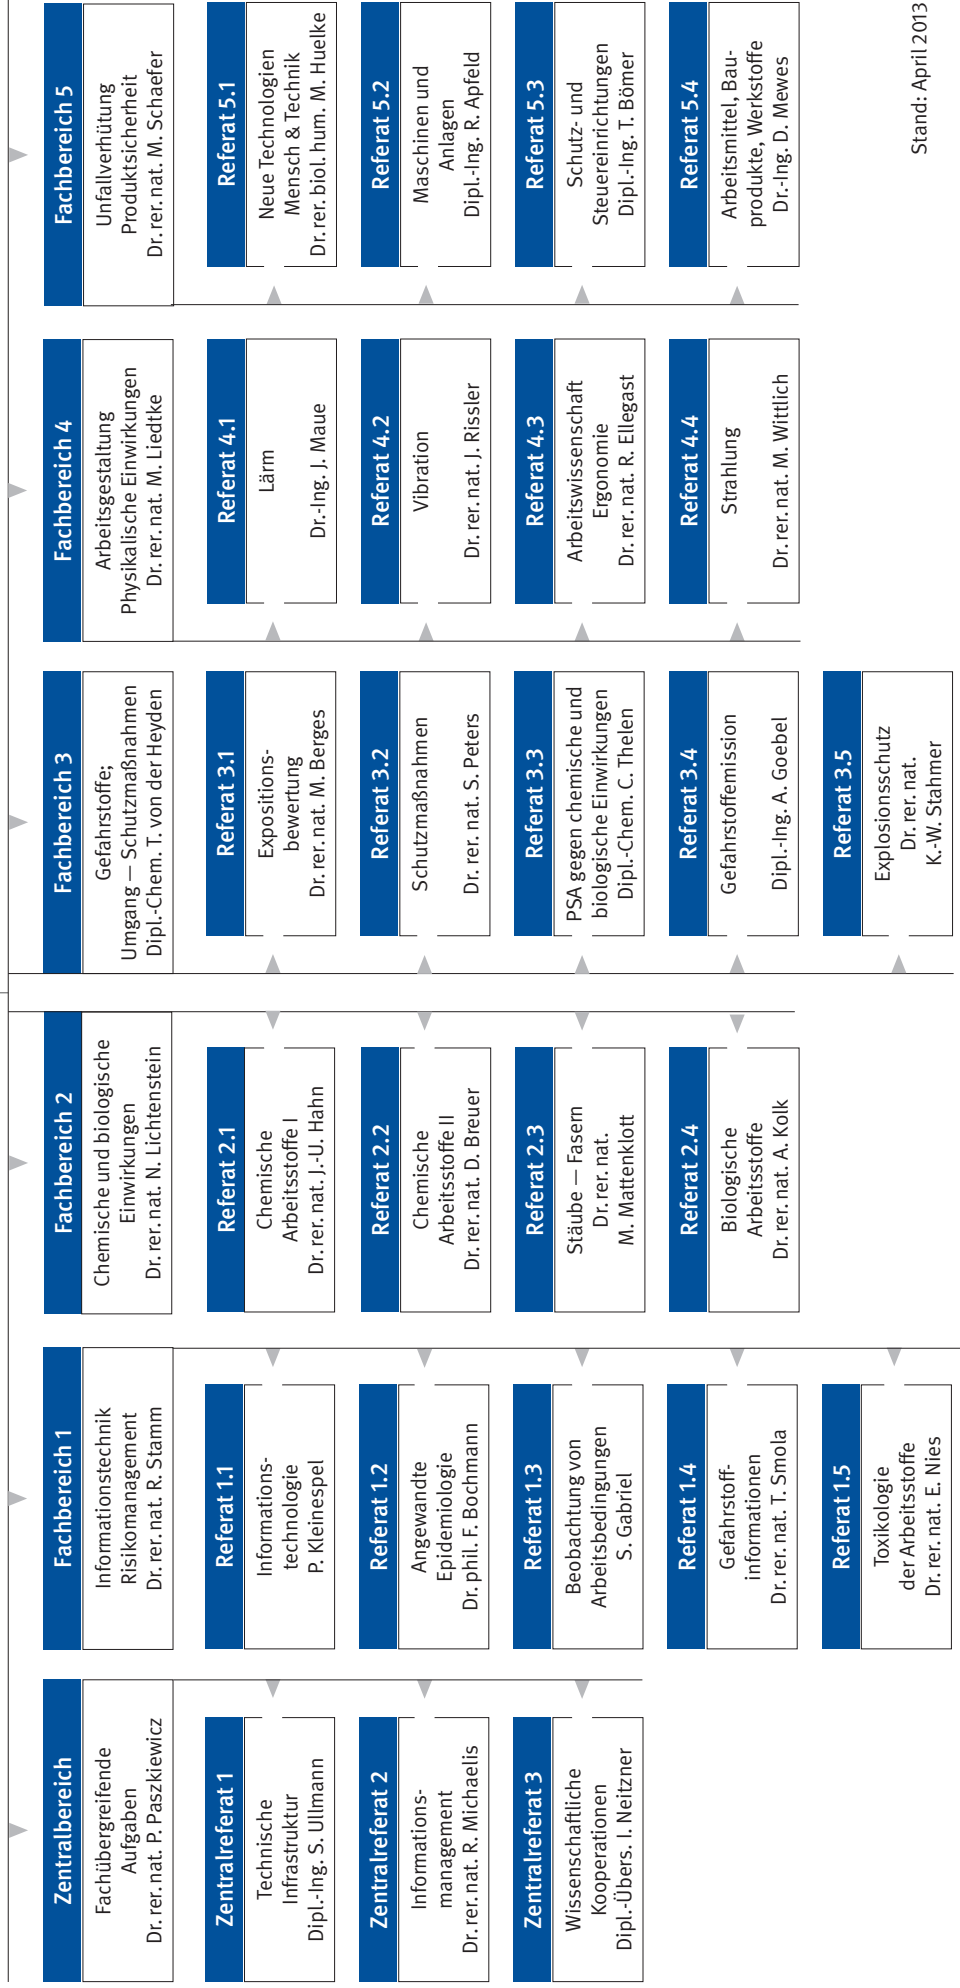 Zentralbereich
Fachübergreifende
Aufgaben
Dr. rer. nat. P. Paszkiewicz
Zentralreferat 1
Technische
Infrastruktur
Dipl.-Ing. S. Ullmann
Zentralreferat 2
Informations-
management
Dr. rer. nat. R. Michaelis
Zentralreferat 3
Wissenschaftliche
Kooperationen
Dipl.-Übers. I. Neitzner
Fachbereich 1
Informationstechnik
Risikomanagement
Dr. rer. nat. R. Stamm
Referat 1.1
Informations-
technologie
P. Kleinespel
Referat 1.2
Angewandte
Epidemiologie
Dr. phil. F. Bochmann
Referat 1.3
Beobachtung von
Arbeitsbedingungen
S. Gabriel
Referat 1.4
Gefahrstoff-
informationen
Dr. rer. nat. T. Smola
Referat 1.5
Toxikologie
der Arbeitsstoffe
Dr. rer. nat. E. Nies
Fachbereich 2
Chemische und biologische
Einwirkungen
Dr. rer. nat. N. Lichtenstein
Referat 2.1
Chemische
Arbeitsstoffe I
Dr. rer. nat. J.-U. Hahn
Referat 2.2
Chemische
Arbeitsstoffe II
Dr. rer. nat. D. Breuer
Referat 2.3
Stäube — Fasern
Dr. rer. nat.
M. Mattenklott
Referat 2.4
Biologische
Arbeitsstoffe
Dr. rer. nat. A. Kolk
Fachbereich 3
Gefahrstoffe;
Umgang — Schutzmaßnahmen
Dipl.-Chem. T. von der Heyden
Referat 3.1
Expositions-
bewertung
Dr. rer. nat. M. Berges
Referat 3.2
Schutzmaßnahmen
Dr. rer. nat. S. Peters
Referat 3.3
PSA gegen chemische und
biologische Einwirkungen
Dipl.-Chem. C. Thelen
Referat 3.4
Gefahrstoffemission
Dipl.-Ing. A. Goebel
Referat 3.5
Explosionsschutz
Dr. rer. nat.
K.-W. Stahmer
Fachbereich 4
Arbeitsgestaltung
Physikalische Einwirkungen
Dr. rer. nat. M. Liedtke
Referat 4.1
Lärm
Dr.-Ing. J. Maue
Referat 4.2
Vibration
Dr. rer. nat. J. Rissler
Referat 4.3
Arbeitswissenschaft
Ergonomie
Dr. rer. nat. R. Ellegast
Referat 4.4
Strahlung
Dr. rer. nat. M. Wittlich
Fachbereich 5
Unfallverhütung
Produktsicherheit
Dr. rer. nat. M. Schaefer
Referat 5.1
Neue Technologien
Mensch & Technik
Dr. rer. biol. hum. M. Huelke
Referat 5.2
Maschinen und
Anlagen
Dipl.-Ing. R. Apfeld
Referat 5.3
Schutz- und
Steuereinrichtungen
Dipl.-Ing. T. Bömer
Referat 5.4
Arbeitsmittel, Bau-
produkte, Werkstoffe
Dr.-Ing. D. Mewes
Stand: April 2013